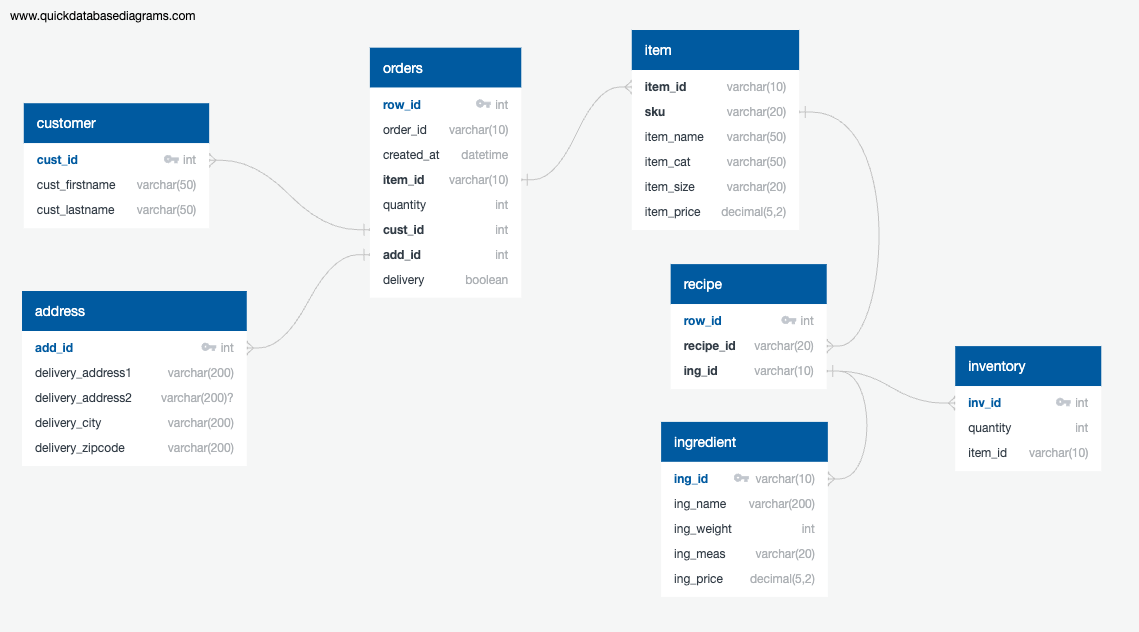 www.quickdatabasediagrams.com
customer
cust_id int
cust_firstname varchar(50)
cust_lastname varchar(50)
address
add_id int
delivery_address1 varchar(200)
delivery_address2 varchar(200)?
delivery_city varchar(200)
delivery_zipcode varchar(200)
orders
row_id int
order_id varchar(10)
created_at datetime
item_id varchar(10)
quantity int
cust_id int
add_id int
delivery boolean
item
item_id varchar(10)
sku varchar(20)
item_name varchar(50)
item_cat varchar(50)
item_size varchar(20)
item_price decimal(5,2)
recipe
row_id int
recipe_id varchar(20)
ing_id varchar(10)
ingredient
ing_id varchar(10)
ing_name varchar(200)
ing_weight int
ing_meas varchar(20)
ing_price decimal(5,2)
inventory
inv_id int
quantity int
item_id varchar(10)